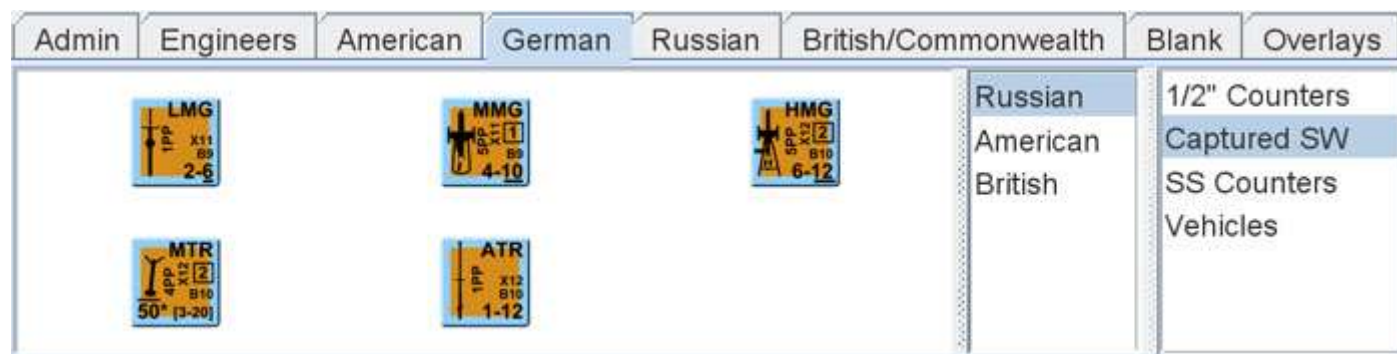 Admin Engineers American German Russian British/Commonwealth Blank Overlays
LMG
1PP
X11
B9
2-6
MMG
5PP
X11
1
B9
4-10
HMG
5PP
X12
2
B10
6-12
MTR
4PP
X12
2
B10
50* [3-20]
ATR
1PP
X12
B10
1-12
Russian
American
British
1/2" Counters
Captured SW
SS Counters
Vehicles